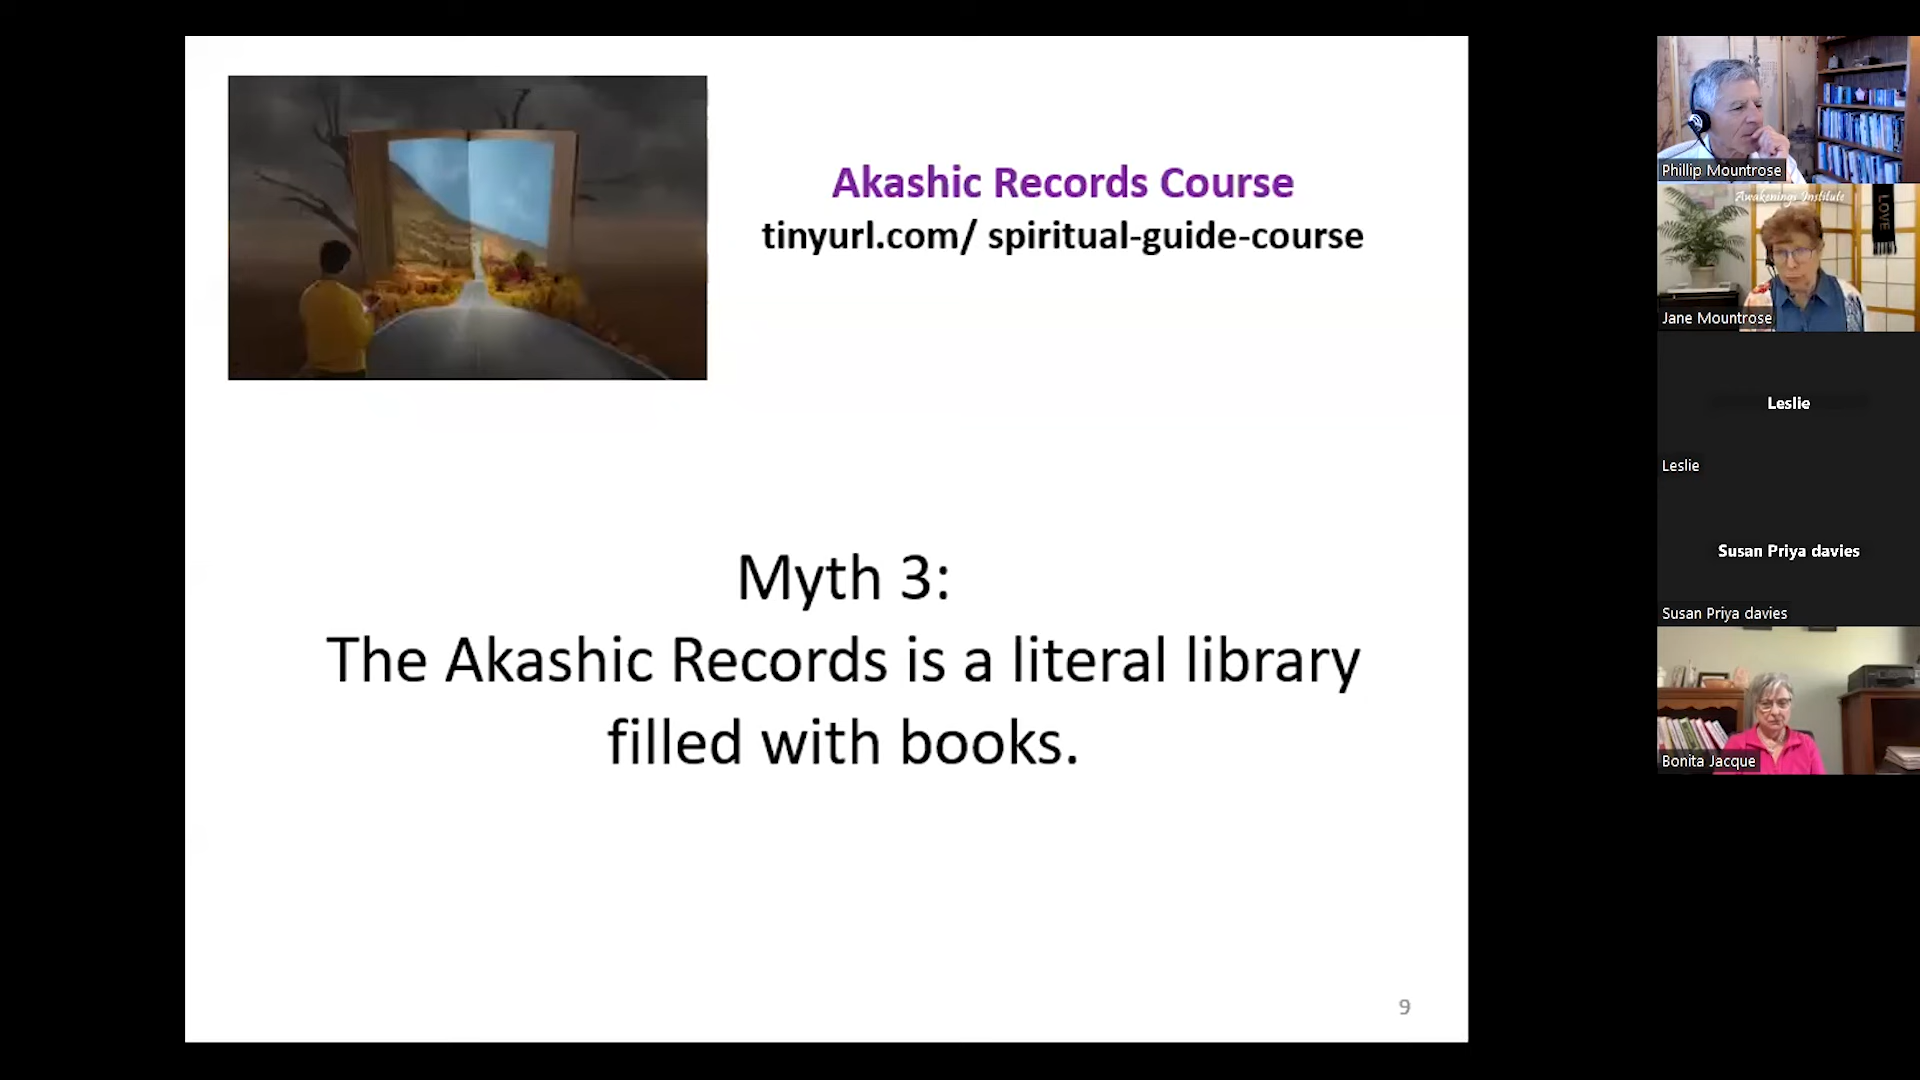 Akashic Records Course
tinyurl.com/ spiritual-guide-course
Myth 3:
The Akashic Records is a literal library
filled with books.
9
Phillip Mountrose
Awakenings Institute
LOVE
Jane Mountrose
Leslie
Leslie
Susan Priya davies
Susan Priya davies
Bonita Jacque